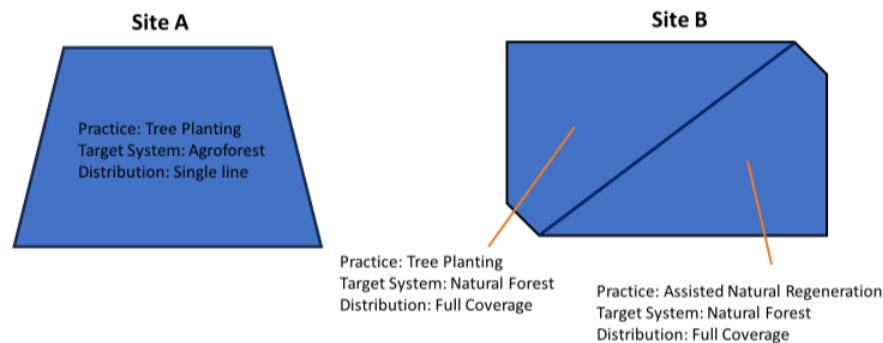 Site A
Practice: Tree Planting
Target System: Agroforest
Distribution: Single line
Site B
Practice: Tree Planting
Target System: Natural Forest
Distribution: Full Coverage
Practice: Assisted Natural Regeneration
Target System: Natural Forest
Distribution: Full Coverage